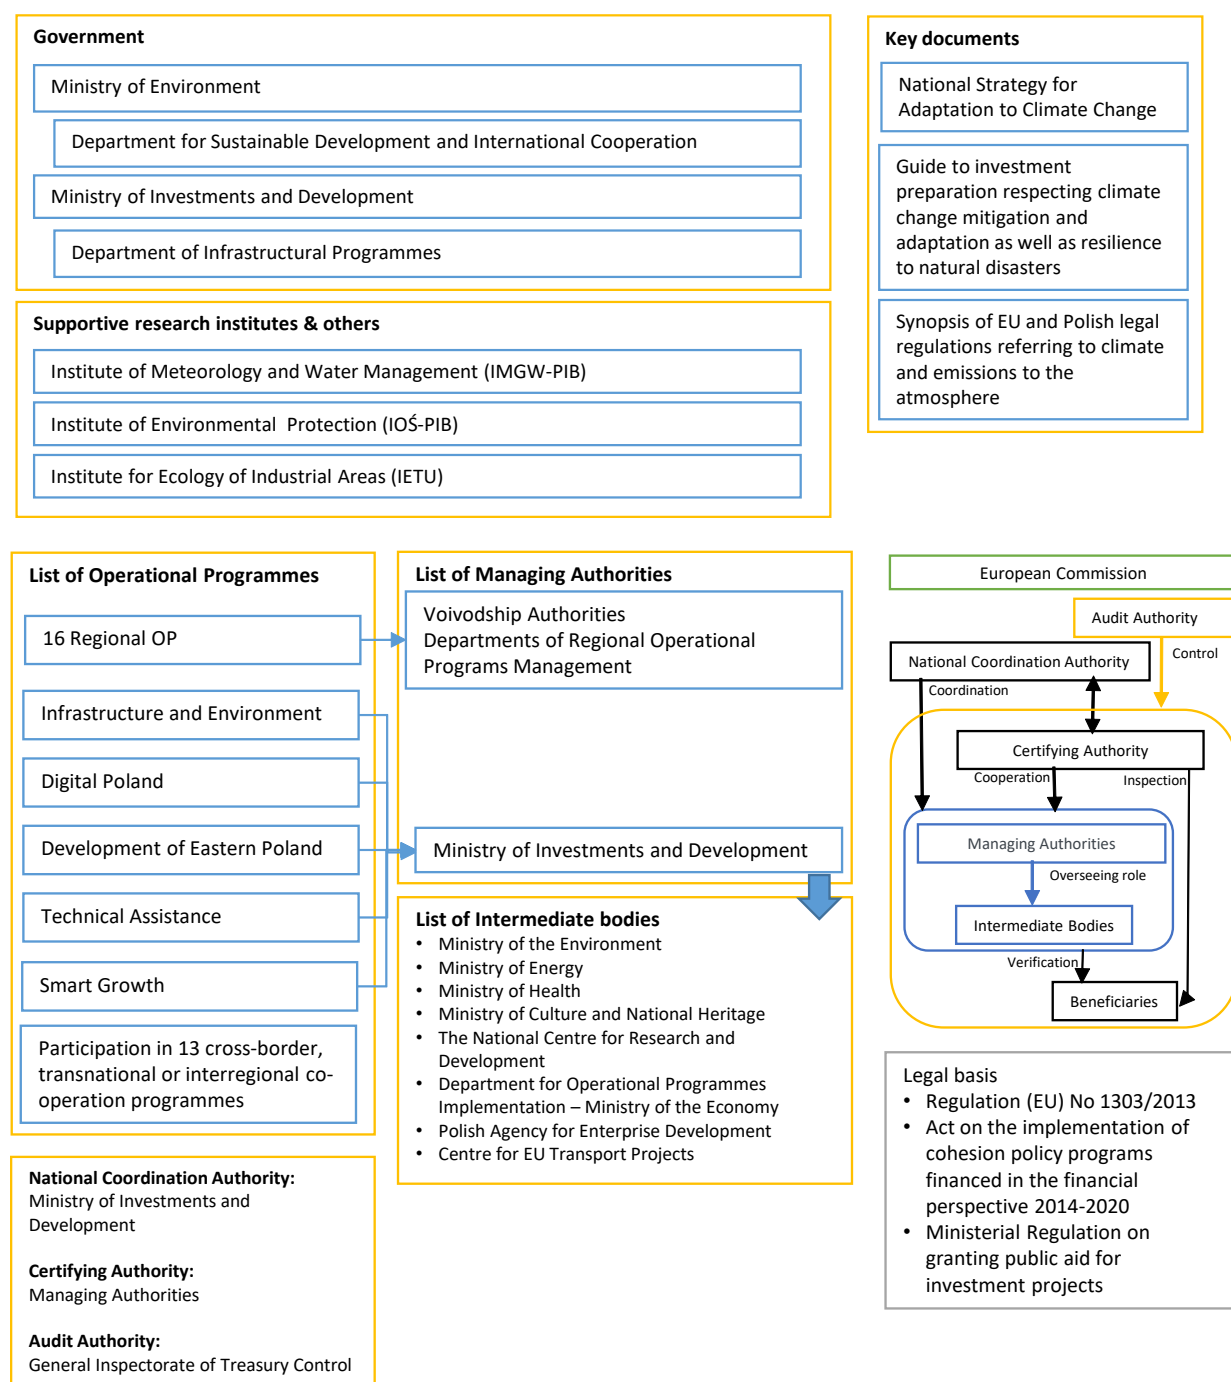 Government
Ministry of Environment
Department for Sustainable Development and International Cooperation
Ministry of Investments and Development
Department of Infrastructural Programmes
Supportive research institutes & others
Institute of Meteorology and Water Management (IMGW-PIB)
Institute of Environmental  Protection (IOŚ-PIB)
Institute for Ecology of Industrial Areas (IETU)
Key documents
National Strategy for
Adaptation to Climate Change
Guide to investment
preparation respecting climate
change mitigation and
adaptation as well as resilience
to natural disasters
Synopsis of EU and Polish legal
regulations referring to climate
and emissions to the
atmosphere
List of Operational Programmes
16 Regional OP
Infrastructure and Environment
Digital Poland
Development of Eastern Poland
Technical Assistance
Smart Growth
Participation in 13 cross-border,
transnational or interregional co-
operation programmes
List of Managing Authorities
Voivodship Authorities
Departments of Regional Operational
Programs Management
Ministry of Investments and Development
List of Intermediate bodies
• Ministry of the Environment
• Ministry of Energy
• Ministry of Health
• Ministry of Culture and National Heritage
• The National Centre for Research and
Development
• Department for Operational Programmes
Implementation – Ministry of the Economy
• Polish Agency for Enterprise Development
• Centre for EU Transport Projects
European Commission
Audit Authority
Control
National Coordination Authority
Coordination
Certifying Authority
Cooperation
Inspection
Managing Authorities
Overseeing role
Intermediate Bodies
Verification
Beneficiaries
Legal basis
• Regulation (EU) No 1303/2013
• Act on the implementation of
cohesion policy programs
financed in the financial
perspective 2014-2020
• Ministerial Regulation on
granting public aid for
investment projects
National Coordination Authority:
Ministry of Investments and
Development
Certifying Authority:
Managing Authorities
Audit Authority:
General Inspectorate of Treasury Control